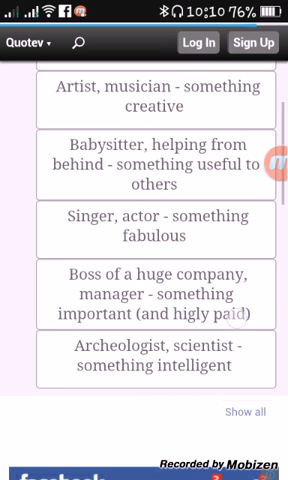 10:10 76%
Quotev
Log In
Sign Up
Artist, musician - something
creative
Babysitter, helping from
behind - something useful to
others
Singer, actor - something
fabulous
Boss of a huge company,
manager - something
important (and higly paid)
Archeologist, scientist -
something intelligent
Show all
Recorded by Mobizen
facebook